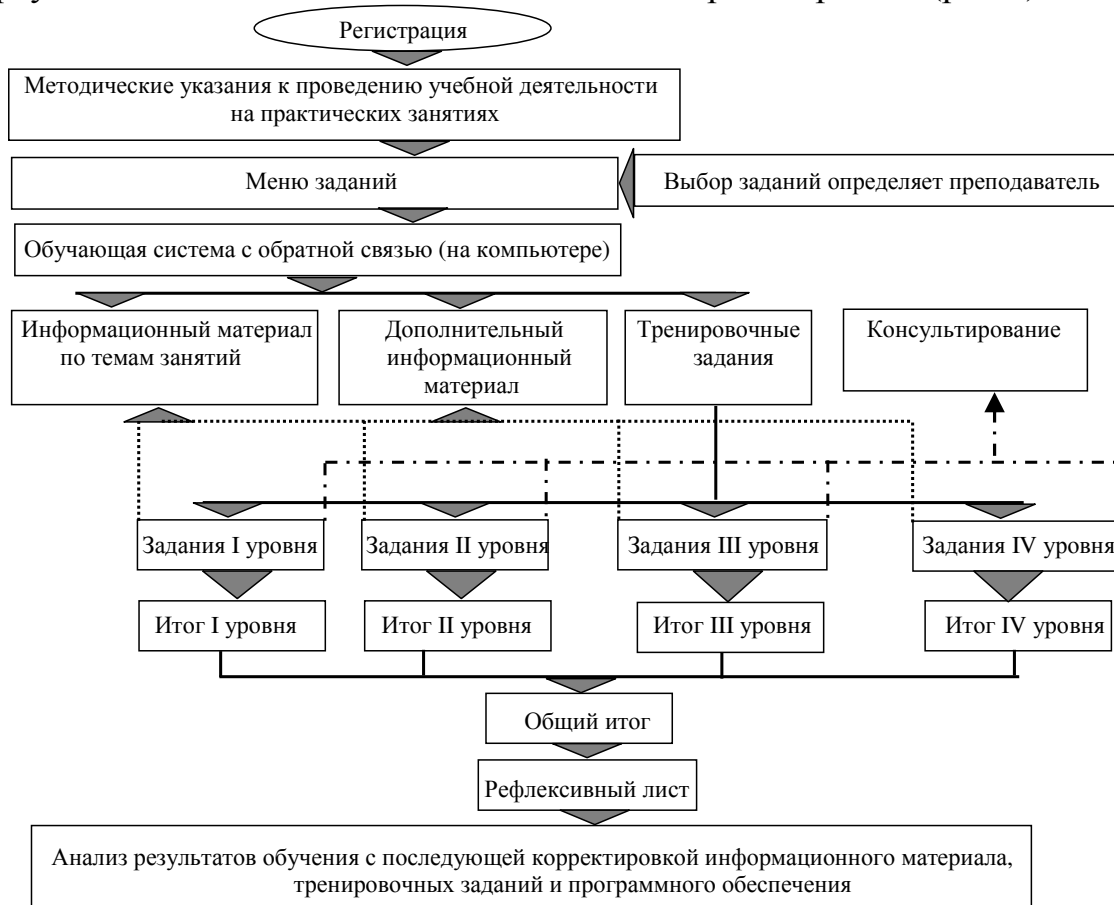 Регистрация
Методические указания к проведению учебной деятельности
на практических занятиях
Меню заданий
Выбор заданий определяет преподаватель
Обучающая система с обратной связью (на компьютере)
Информационный материал
по темам занятий
Дополнительный
информационный
материал
Тренировочные
задания
Консультирование
Задания I уровня
Задания II уровня
Задания III уровня
Задания IV уровня
Итог I уровня
Итог II уровня
Итог III уровня
Итог IV уровня
Общий итог
Рефлексивный лист
Анализ результатов обучения с последующей корректировкой информационного материала,
тренировочных заданий и программного обеспечения